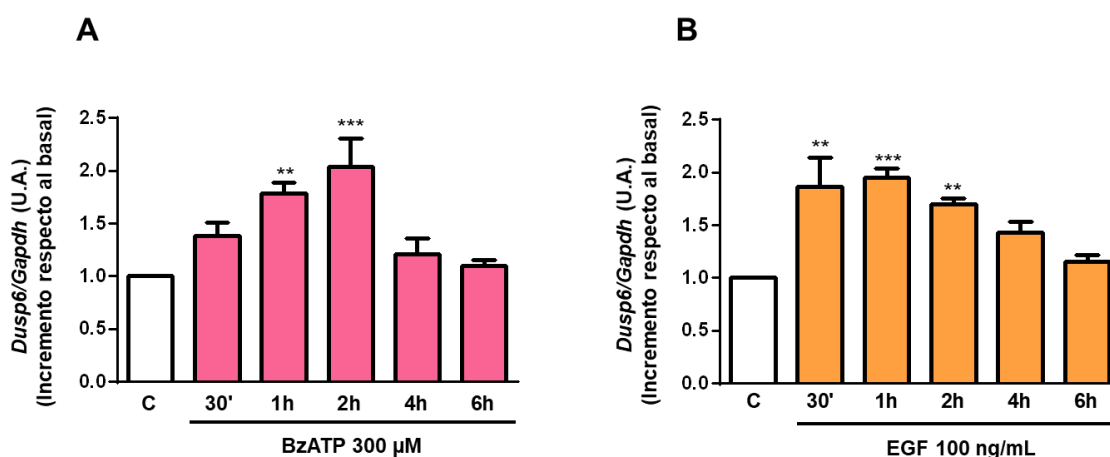 A
Dusp6/Gapdh (U.A.)
(Incremento respecto al basal)
2.5
2.0
1.5
1.0
0.5
0.0
**
***
C 30' 1h 2h 4h 6h
BzATP 300 µM
B
Dusp6/Gapdh (U.A.)
(Incremento respecto al basal)
2.5
2.0
1.5
1.0
0.5
0.0
**
***
**
C 30' 1h 2h 4h 6h
EGF 100 ng/mL